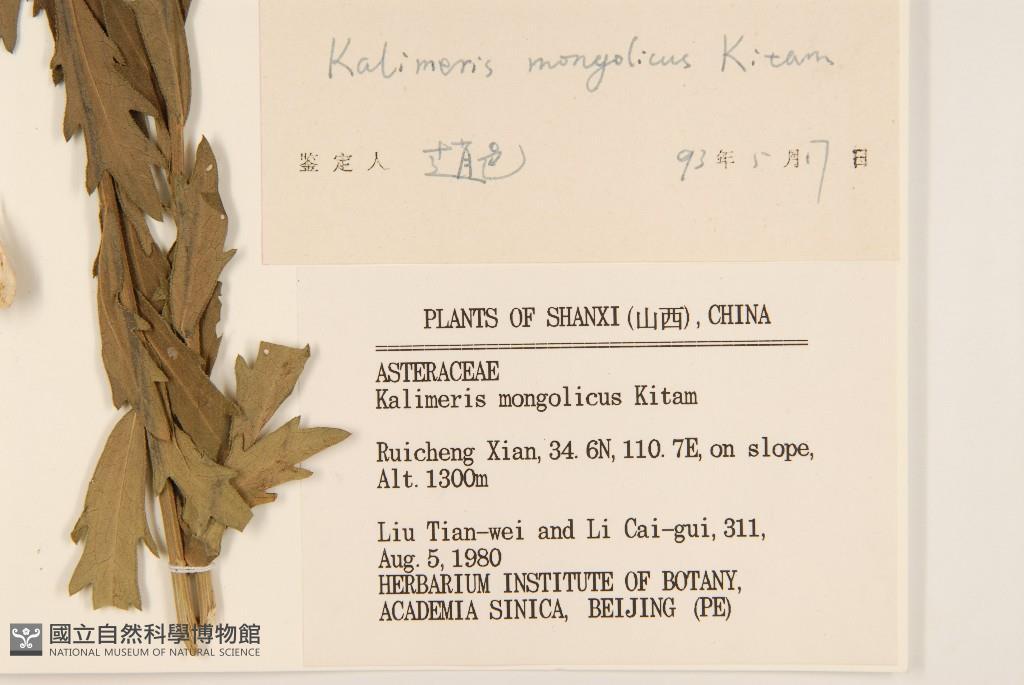 Kalimeris mongolicus Kitam
鉴定人 93年5月17日
PLANTS OF SHANXI (山西), CHINA
ASTERACEAE
Kalimeris mongolicus Kitam
Ruicheng Xian, 34. 6N, 110. 7E, on slope,
Alt. 1300m
Liu Tian-wei and Li Cai-gui, 311,
Aug. 5, 1980
HERBARIUM INSTITUTE OF BOTANY,
ACADEMIA SINICA, BEIJING (PE)
國立自然科學博物館
NATIONAL MUSEUM OF NATURAL SCIENCE